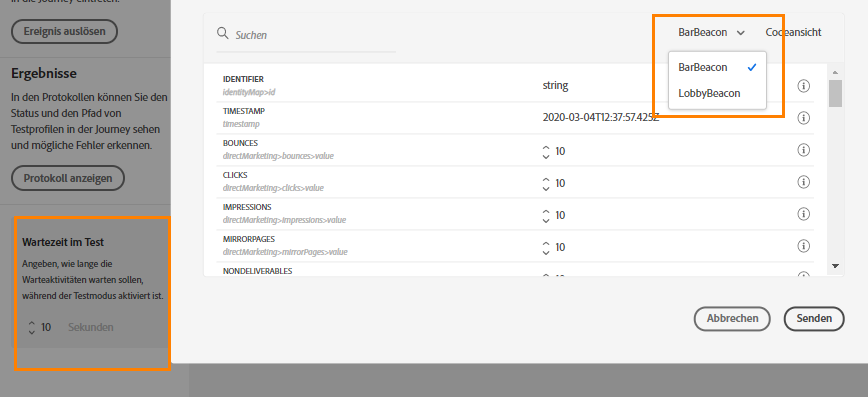 in die Journey eintreten.
Ereignis auslösen
Ergebnisse
In den Protokollen können Sie den
Status und den Pfad von
Testprofilen in der Journey sehen
und mögliche Fehler erkennen.
Protokoll anzeigen
Wartezeit im Test
Angeben, wie lange die
Warteaktivitäten warten sollen,
während der Testmodus aktiviert ist.
10 Sekunden
Suchen
BarBeacon
Codeansicht
BarBeacon
LobbyBeacon
IDENTIFIER
identityMap>id
string
TIMESTAMP
timestamp
2020-03-04T12:37:57.425Z
BOUNCES
directMarketing>bounces>value
10
CLICKS
directMarketing>clicks>value
10
IMPRESSIONS
directMarketing>impressions>value
10
MIRRORPAGES
directMarketing>mirrorPages>value
10
NONDELIVERABLES
10
Abbrechen
Senden